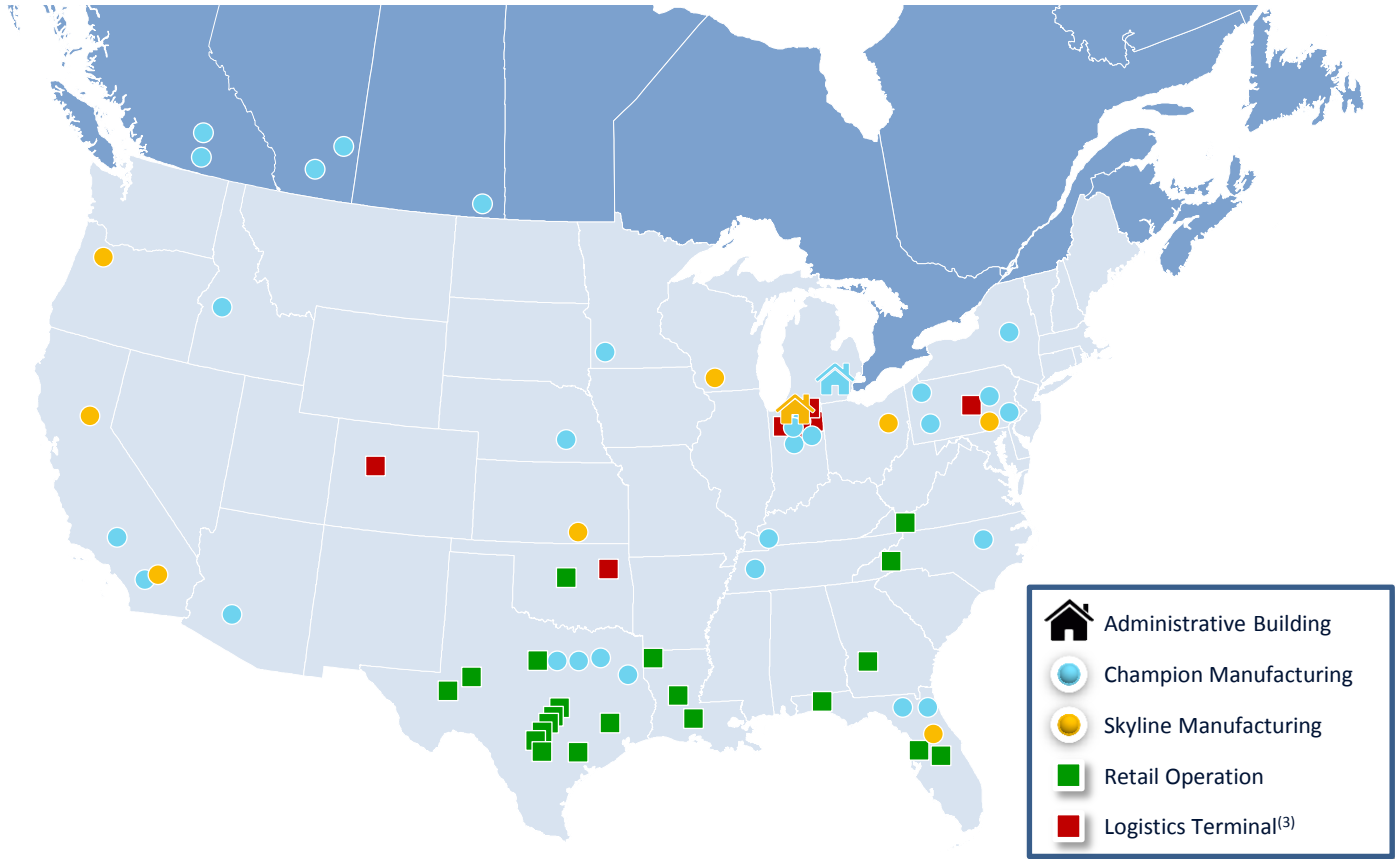 Administrative Building
Champion Manufacturing
Skyline Manufacturing
Retail Operation
Logistics Terminal(3)